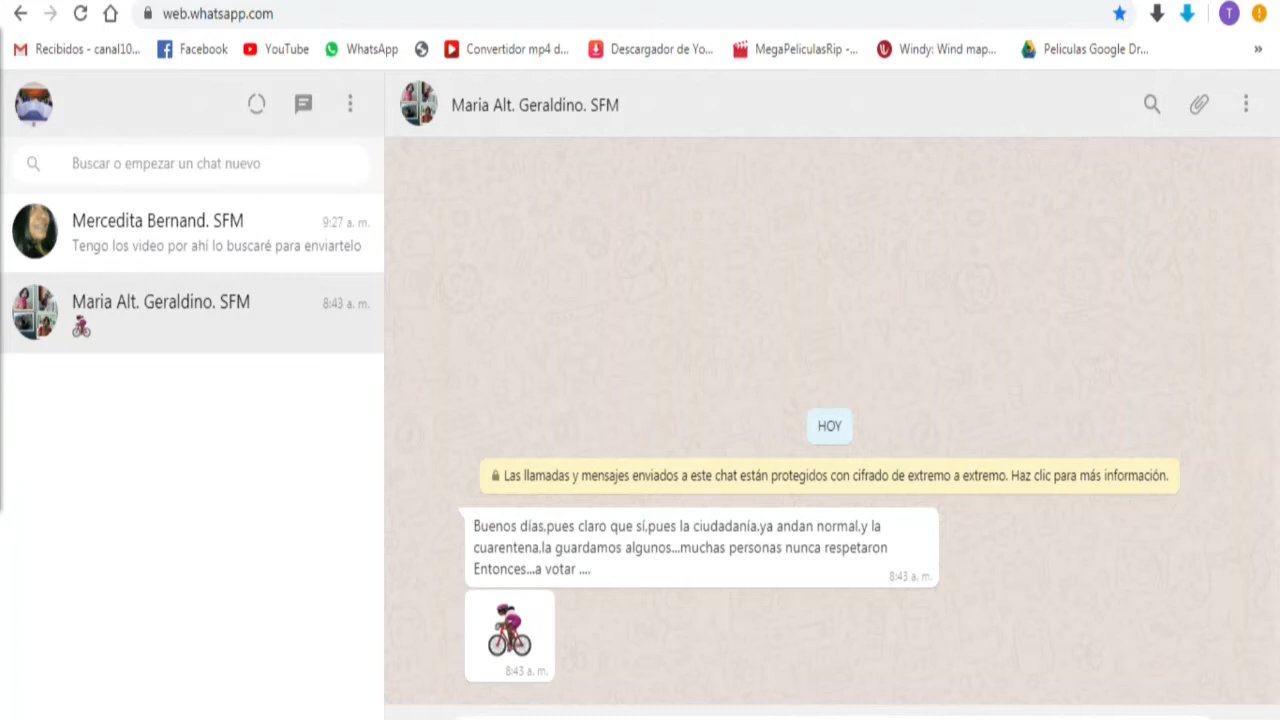 web.whatsapp.com
T
Recibidos - canal10...
Facebook
YouTube
WhatsApp
Convertidor mp4 d...
Descargador de Yo...
MegaPeliculasRip -...
Windy: Wind map...
Peliculas Google Dr...
»
Maria Alt. Geraldino. SFM
Buscar o empezar un chat nuevo
Mercedita Bernand. SFM
9:27 a. m.
Tengo los video por ahí lo buscaré para enviartelo
Maria Alt. Geraldino. SFM
8:43 a. m.
HOY
Las llamadas y mensajes enviados a este chat están protegidos con cifrado de extremo a extremo. Haz clic para más información.
Buenos días,pues claro que sí,pues la ciudadanía,ya andan normal,y la
cuarentena,la guardamos algunos...muchas personas nunca respetaron
Entonces...a votar ....
8:43 a. m.
8:43 a. m.